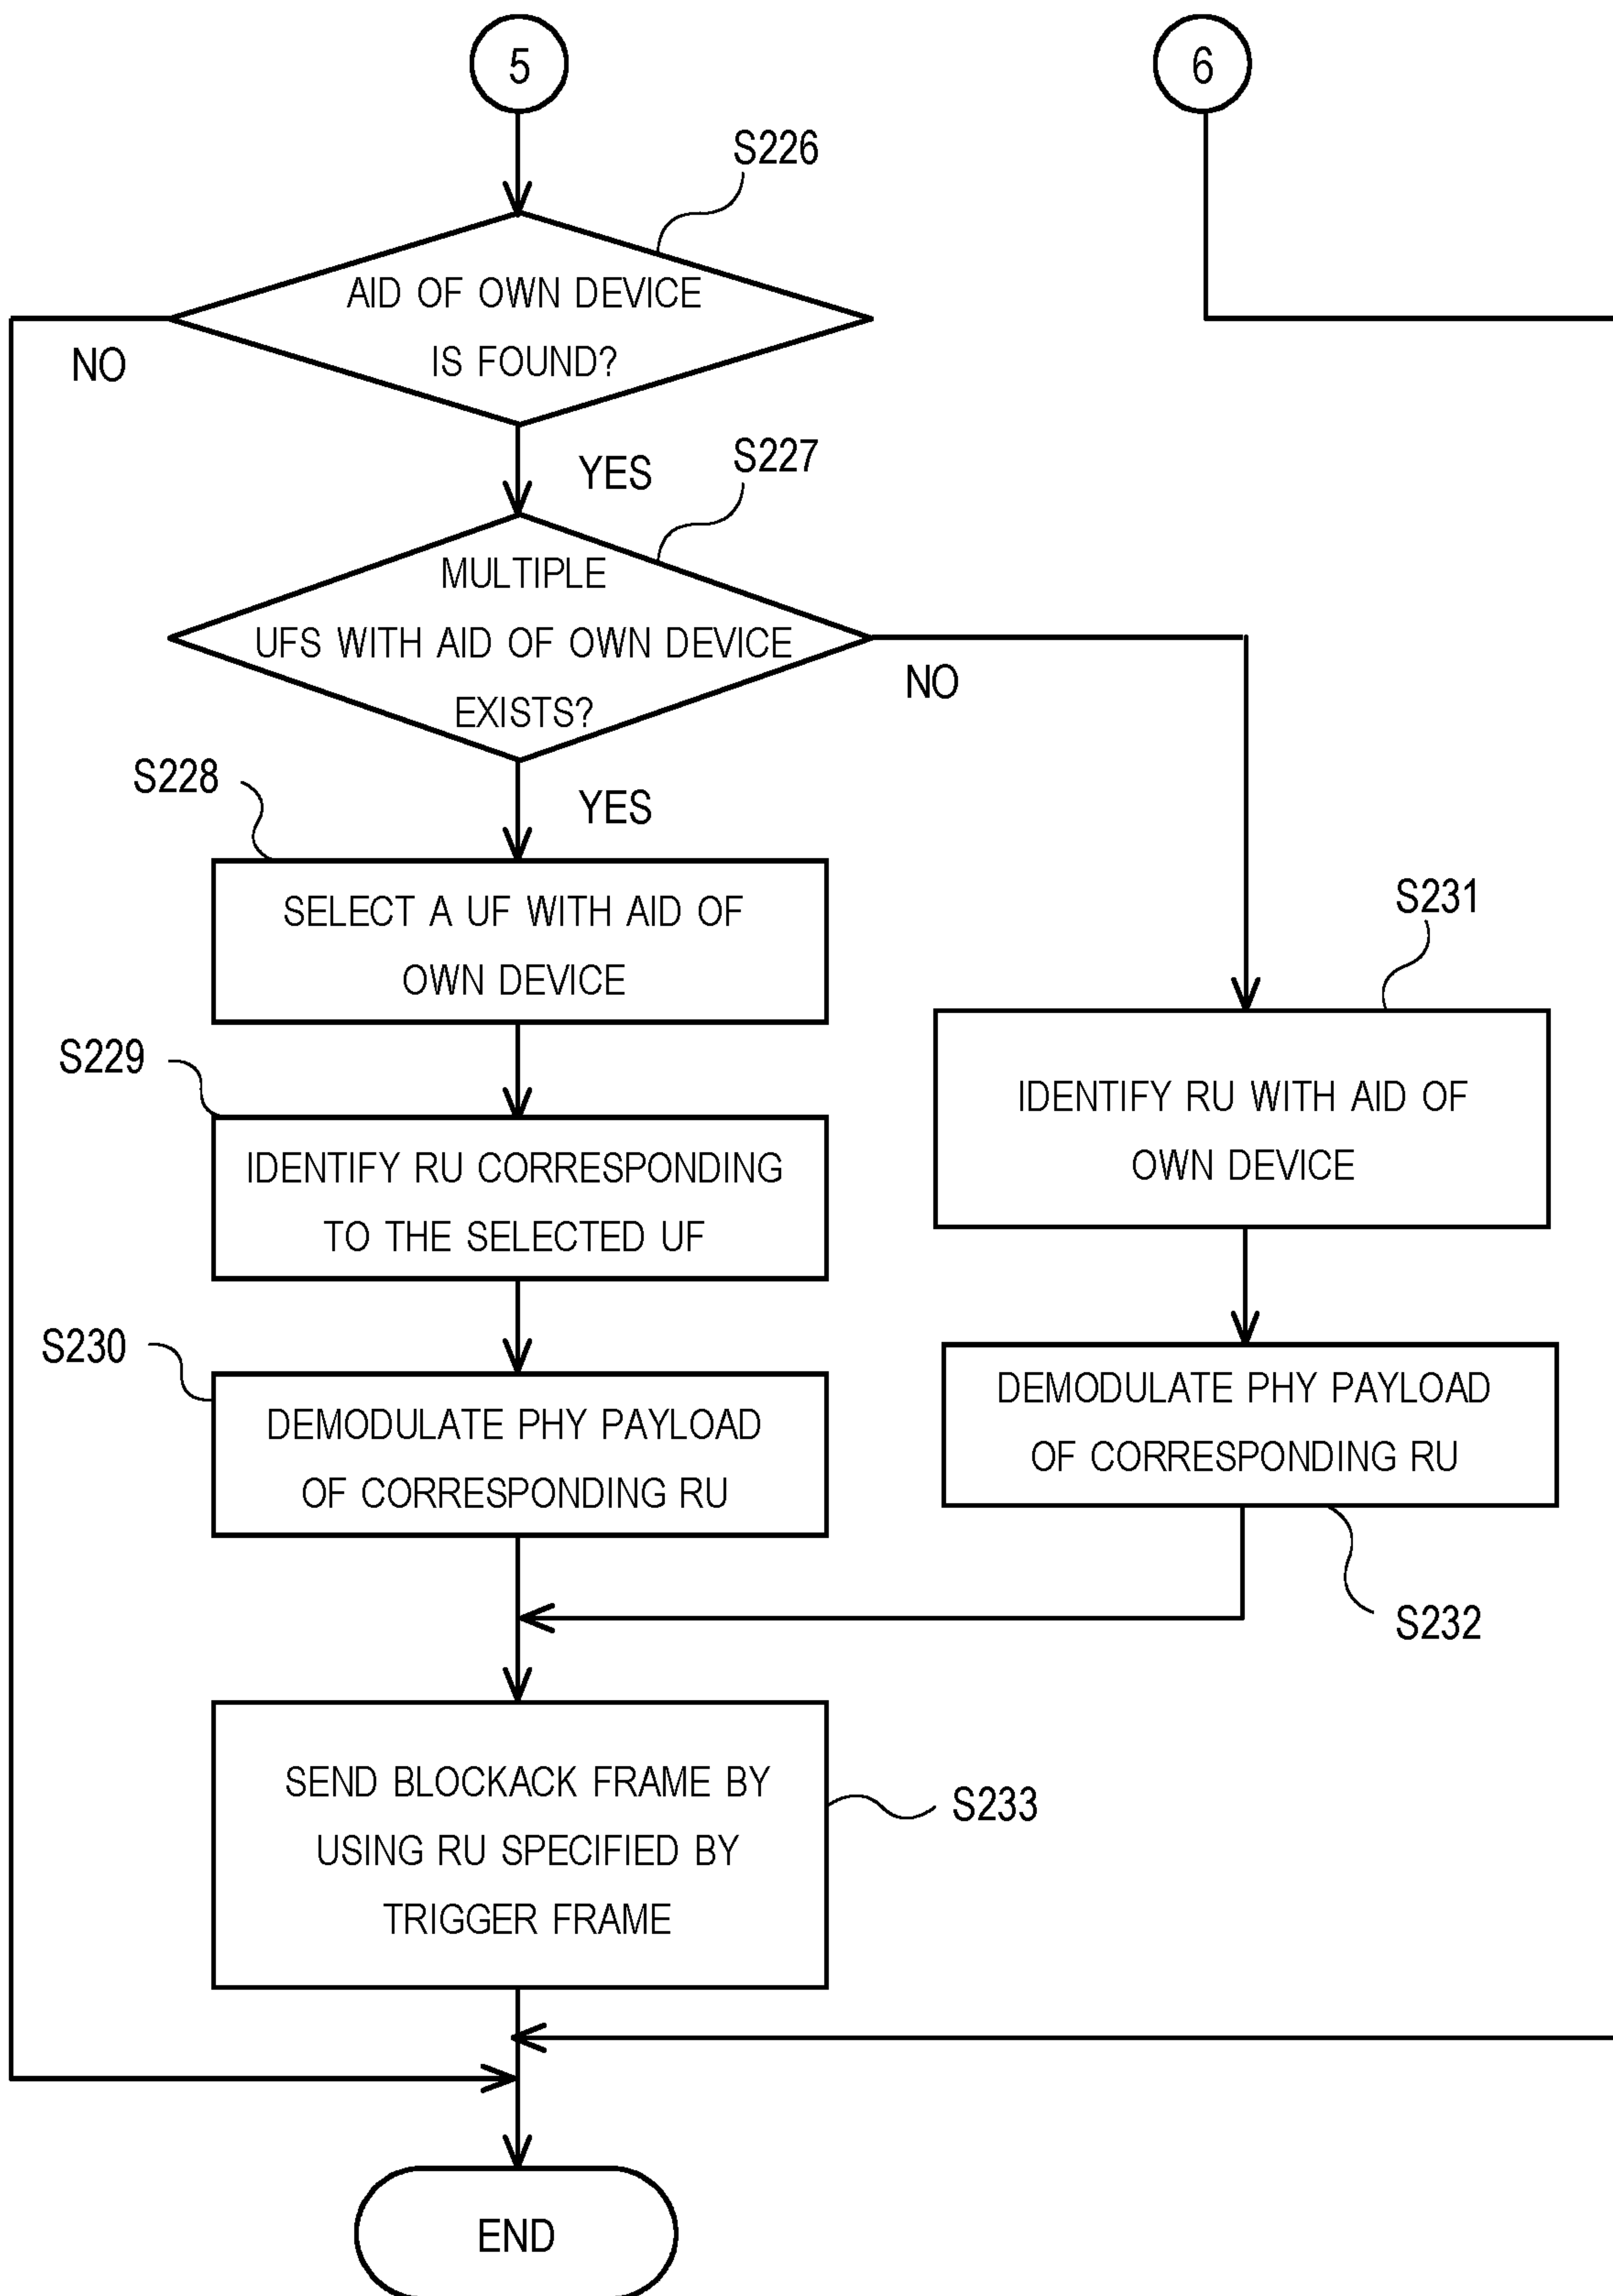 5
6
S226
AID OF OWN DEVICE
IS FOUND?
NO
YES
S227
MULTIPLE
UFS WITH AID OF OWN DEVICE
EXISTS?
NO
YES
S228
SELECT A UF WITH AID OF
OWN DEVICE
S229
IDENTIFY RU CORRESPONDING
TO THE SELECTED UF
S230
DEMODULATE PHY PAYLOAD
OF CORRESPONDING RU
S231
IDENTIFY RU WITH AID OF
OWN DEVICE
DEMODULATE PHY PAYLOAD
OF CORRESPONDING RU
S232
SEND BLOCKACK FRAME BY
USING RU SPECIFIED BY
TRIGGER FRAME
S233
END